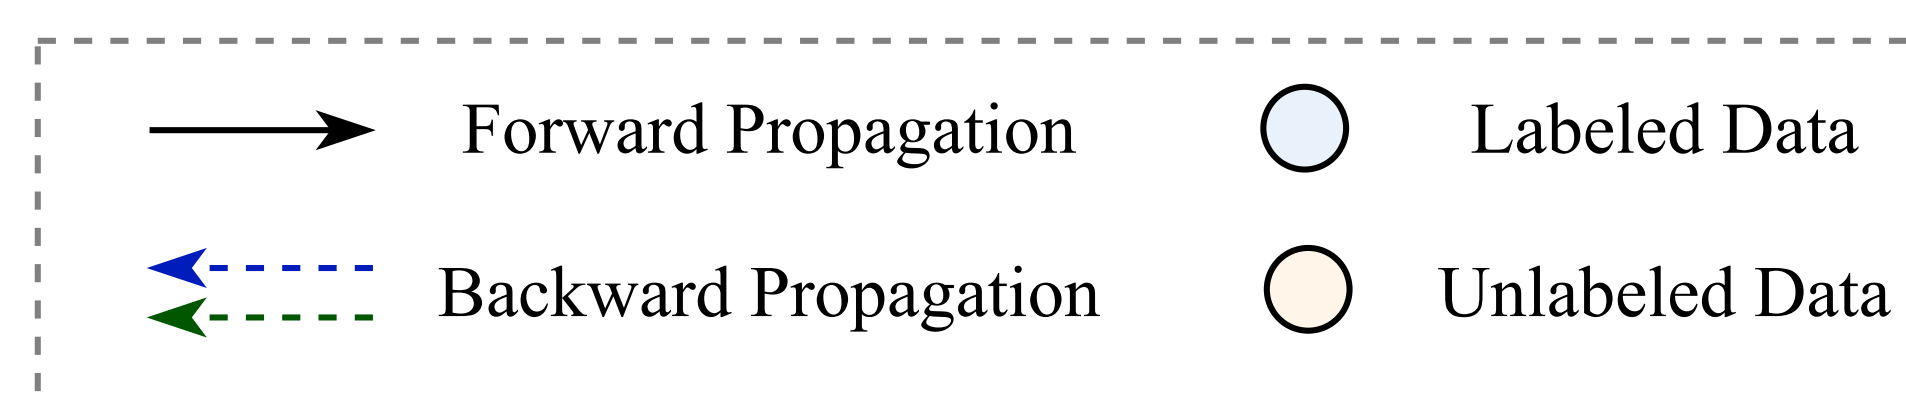 Forward Propagation
Labeled Data
Backward Propagation
Unlabeled Data